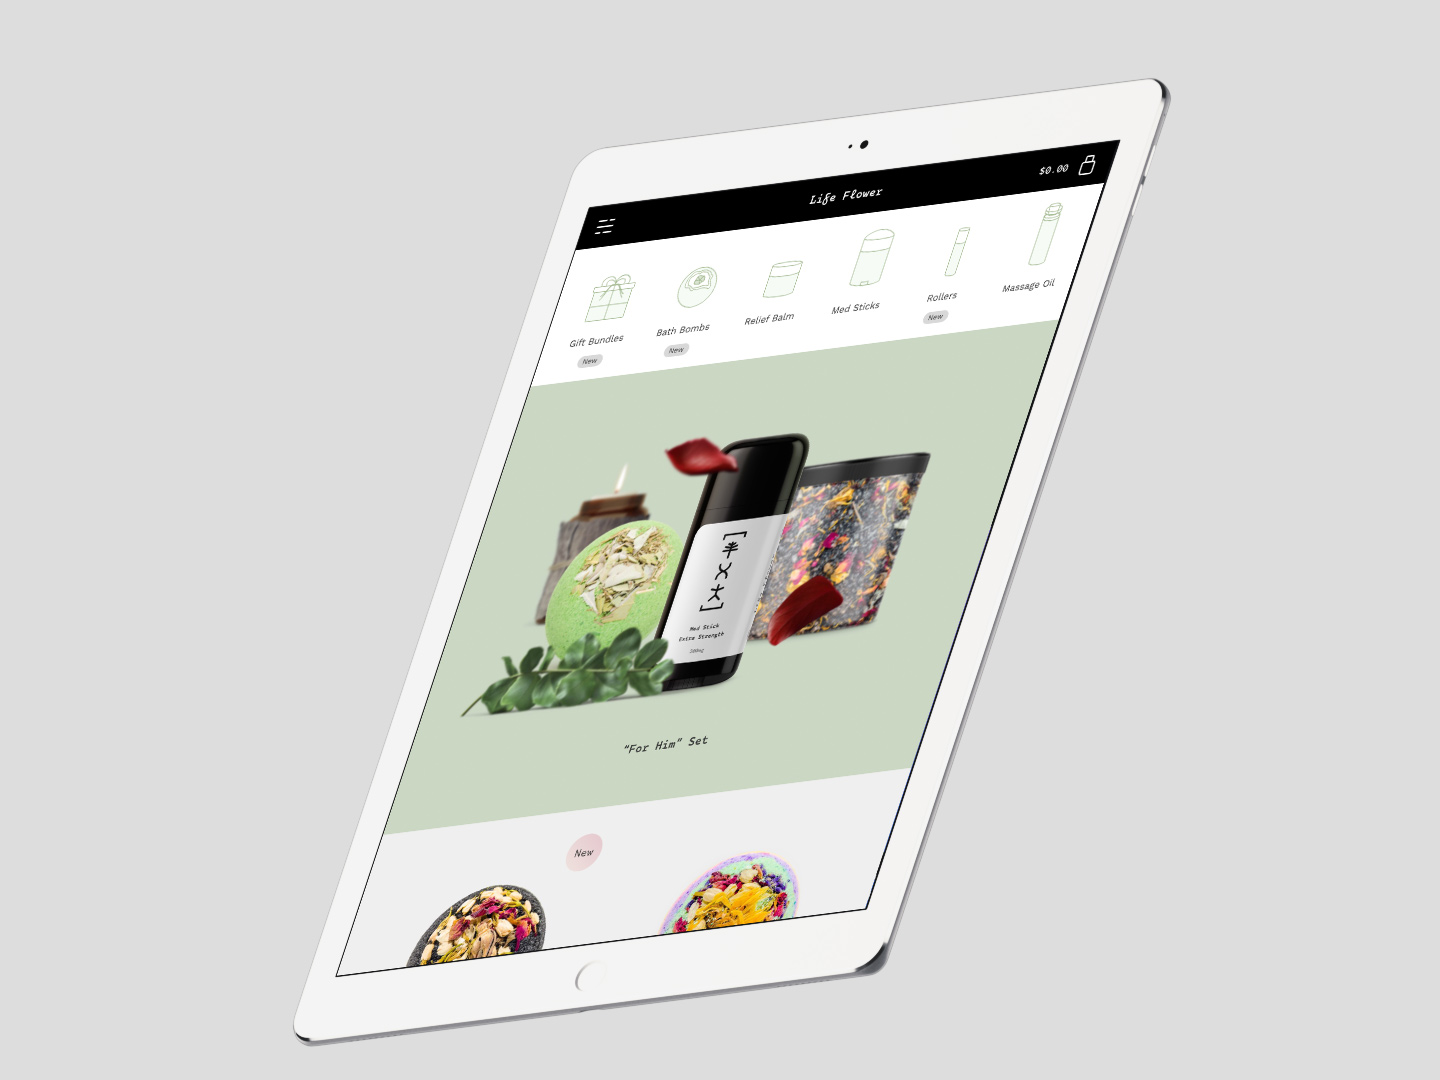 Life Flower
$0.00
Gift Bundles
New
Bath Bombs
New
Relief Balm
Med Sticks
Rollers
New
Massage Oil
Med Stick
Extra Strength
“For Him” Set
New